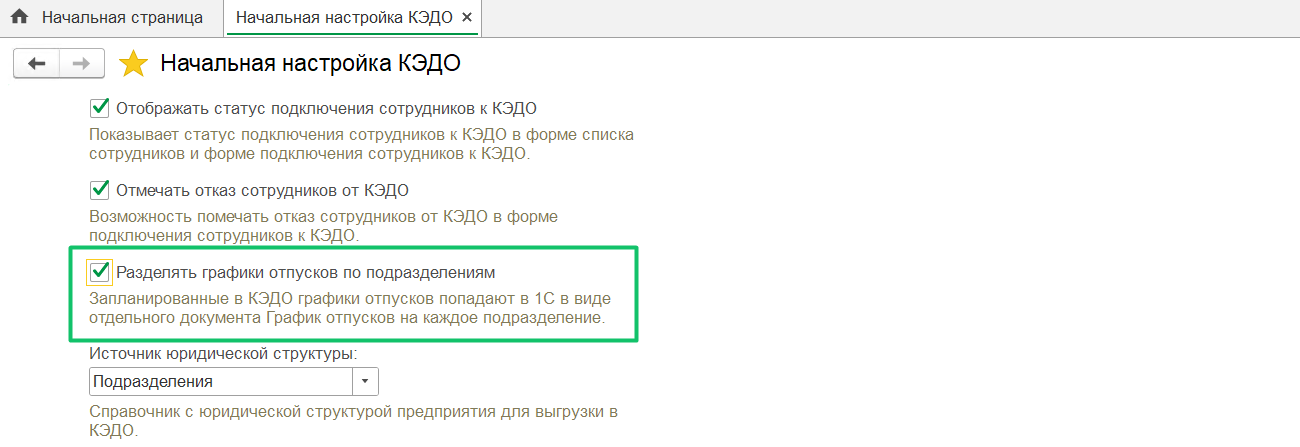 Начальная страница
Начальная настройка КЭДО ×
Начальная настройка КЭДО
Отображать статус подключения сотрудников к КЭДО
Показывает статус подключения сотрудников к КЭДО в форме списка
сотрудников и форме подключения сотрудников к КЭДО.
Отмечать отказ сотрудников от КЭДО
Возможность помечать отказ сотрудников от КЭДО в форме
подключения сотрудников к КЭДО.
Разделять графики отпусков по подразделениям
Запланированные в КЭДО графики отпусков попадают в 1С в виде
отдельного документа График отпусков на каждое подразделение.
Источник юридической структуры:
Подразделения
Справочник с юридической структурой предприятия для выгрузки в
КЭДО.